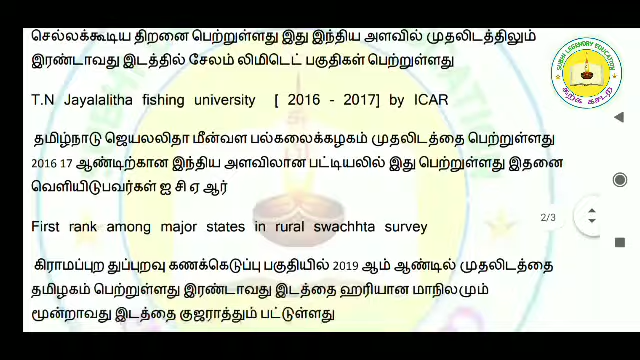 செல்லக்கூடிய திறனை பெற்றுள்ளது இது இந்திய அளவில் முதலிடத்திலும்
இரண்டாவது இடத்தில் சேலம் லிமிடெட் பகுதிகள் பெற்றுள்ளது
T.N Jayalalitha fishing university [ 2016 - 2017] by ICAR
தமிழ்நாடு ஜெயலலிதா மீன்வள பல்கலைக்கழகம் முதலிடத்தை பெற்றுள்ளது
2016 17 ஆண்டிற்கான இந்திய அளவிலான பட்டியலில் இது பெற்றுள்ளது இதனை
வெளியிடுபவர்கள் ஐ சி ஏ ஆர்
First rank among major states in rural swachhta survey
2/3
கிராமப்புற துப்புறவு கணக்கெடுப்பு பகுதியில் 2019 ஆம் ஆண்டில் முதலிடத்தை
தமிழகம் பெற்றுள்ளது இரண்டாவது இடத்தை ஹரியான மாநிலமும்
மூன்றாவது இடத்தை குஜராத்தும் பட்டுள்ளது
LEGENDARY EDUCATION